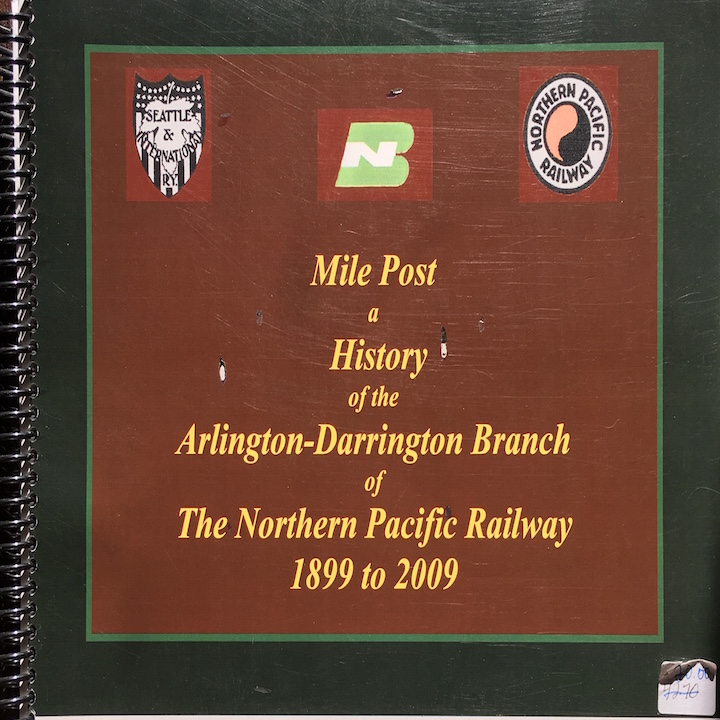 SEATTLE
&
INTERNATIONAL
RY.
BN
NORTHERN PACIFIC
RAILWAY
Mile Post
a
History
of the
Arlington-Darrington Branch
of
The Northern Pacific Railway
1899 to 2009